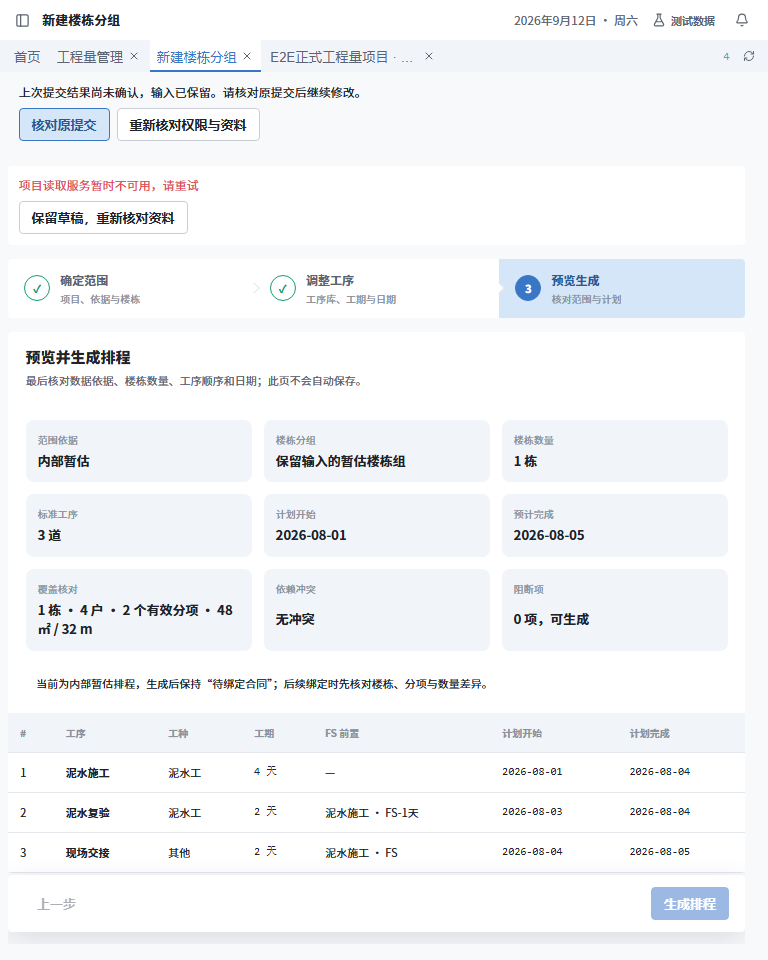 新建楼栋分组
2026年9月12日 · 周六
测试数据
首页
工程量管理
新建楼栋分组
E2E正式工程量项目 · ...
4
上次提交结果尚未确认，输入已保留。请核对原提交后继续修改。
核对原提交
重新核对权限与资料
项目读取服务暂时不可用，请重试
保留草稿，重新核对资料
确定范围
项目、依据与楼栋
调整工序
工序库、工期与日期
3
预览生成
核对范围与计划
预览并生成排程
最后核对数据依据、楼栋数量、工序顺序和日期；此页不会自动保存。
范围依据
内部暂估
楼栋分组
保留输入的暂估楼栋组
楼栋数量
1 栋
标准工序
3 道
计划开始
2026-08-01
预计完成
2026-08-05
覆盖核对
1 栋 · 4 户 · 2 个有效分项 · 48
㎡ / 32 m
依赖冲突
无冲突
阻断项
0 项，可生成
当前为内部暂估排程，生成后保持“待绑定合同”；后续绑定时先核对楼栋、分项与数量差异。
# 工序 工种 工期 FS 前置 计划开始 计划完成
1 泥水施工 泥水工 4 天 — 2026-08-01 2026-08-04
2 泥水复验 泥水工 2 天 泥水施工 · FS-1天 2026-08-03 2026-08-04
3 现场交接 其他 2 天 泥水施工 · FS 2026-08-04 2026-08-05
上一步
生成排程